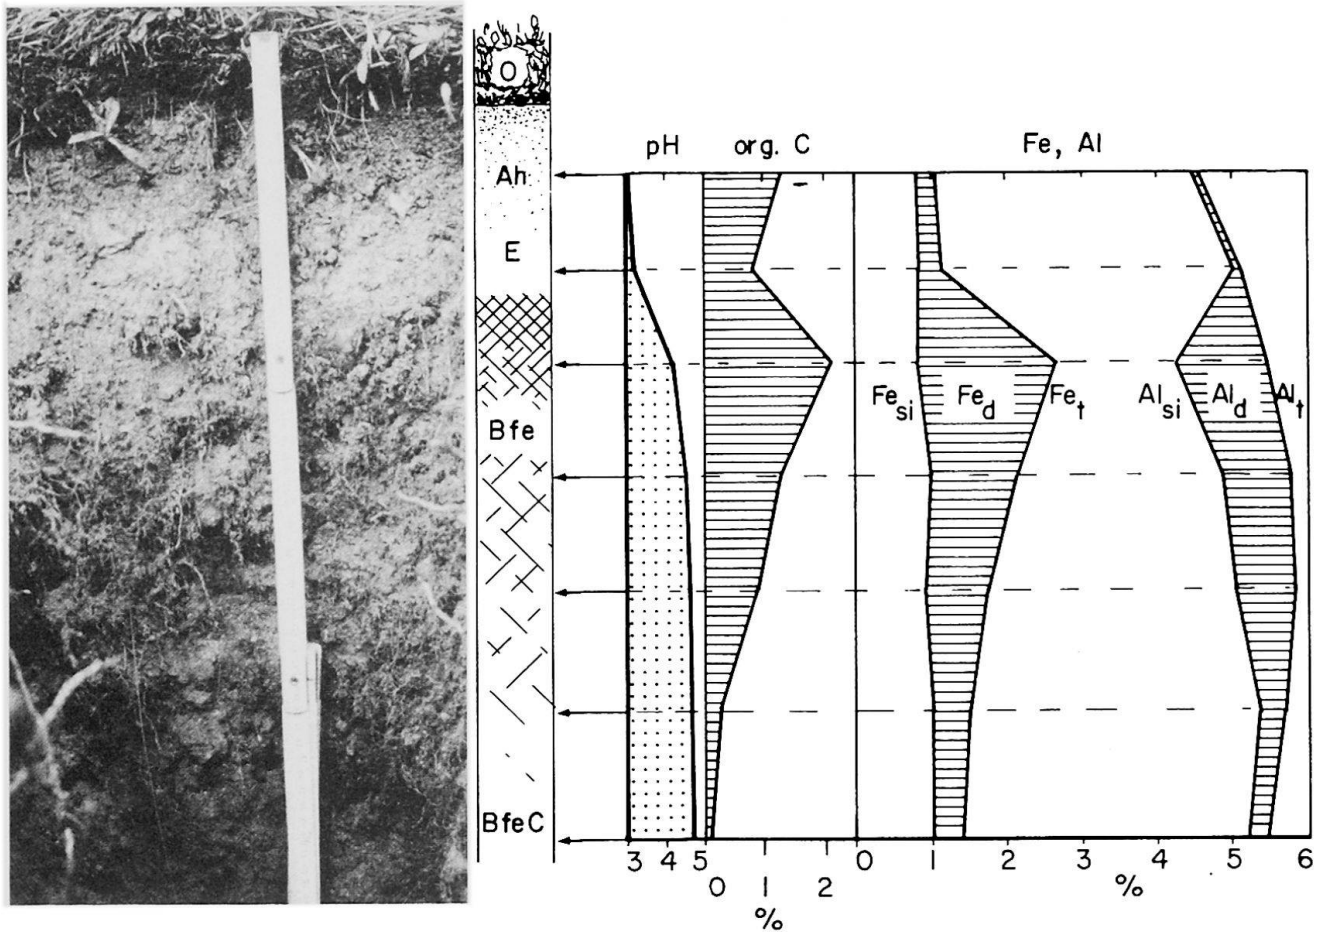 O
pH org. C Fe, Al
Ah
E
Fe si Fe d Fe t Al si Al d Al t
Bfe
BfeC
3 4 5 0 1 2 3 4 5 6
0 1 2 %
%